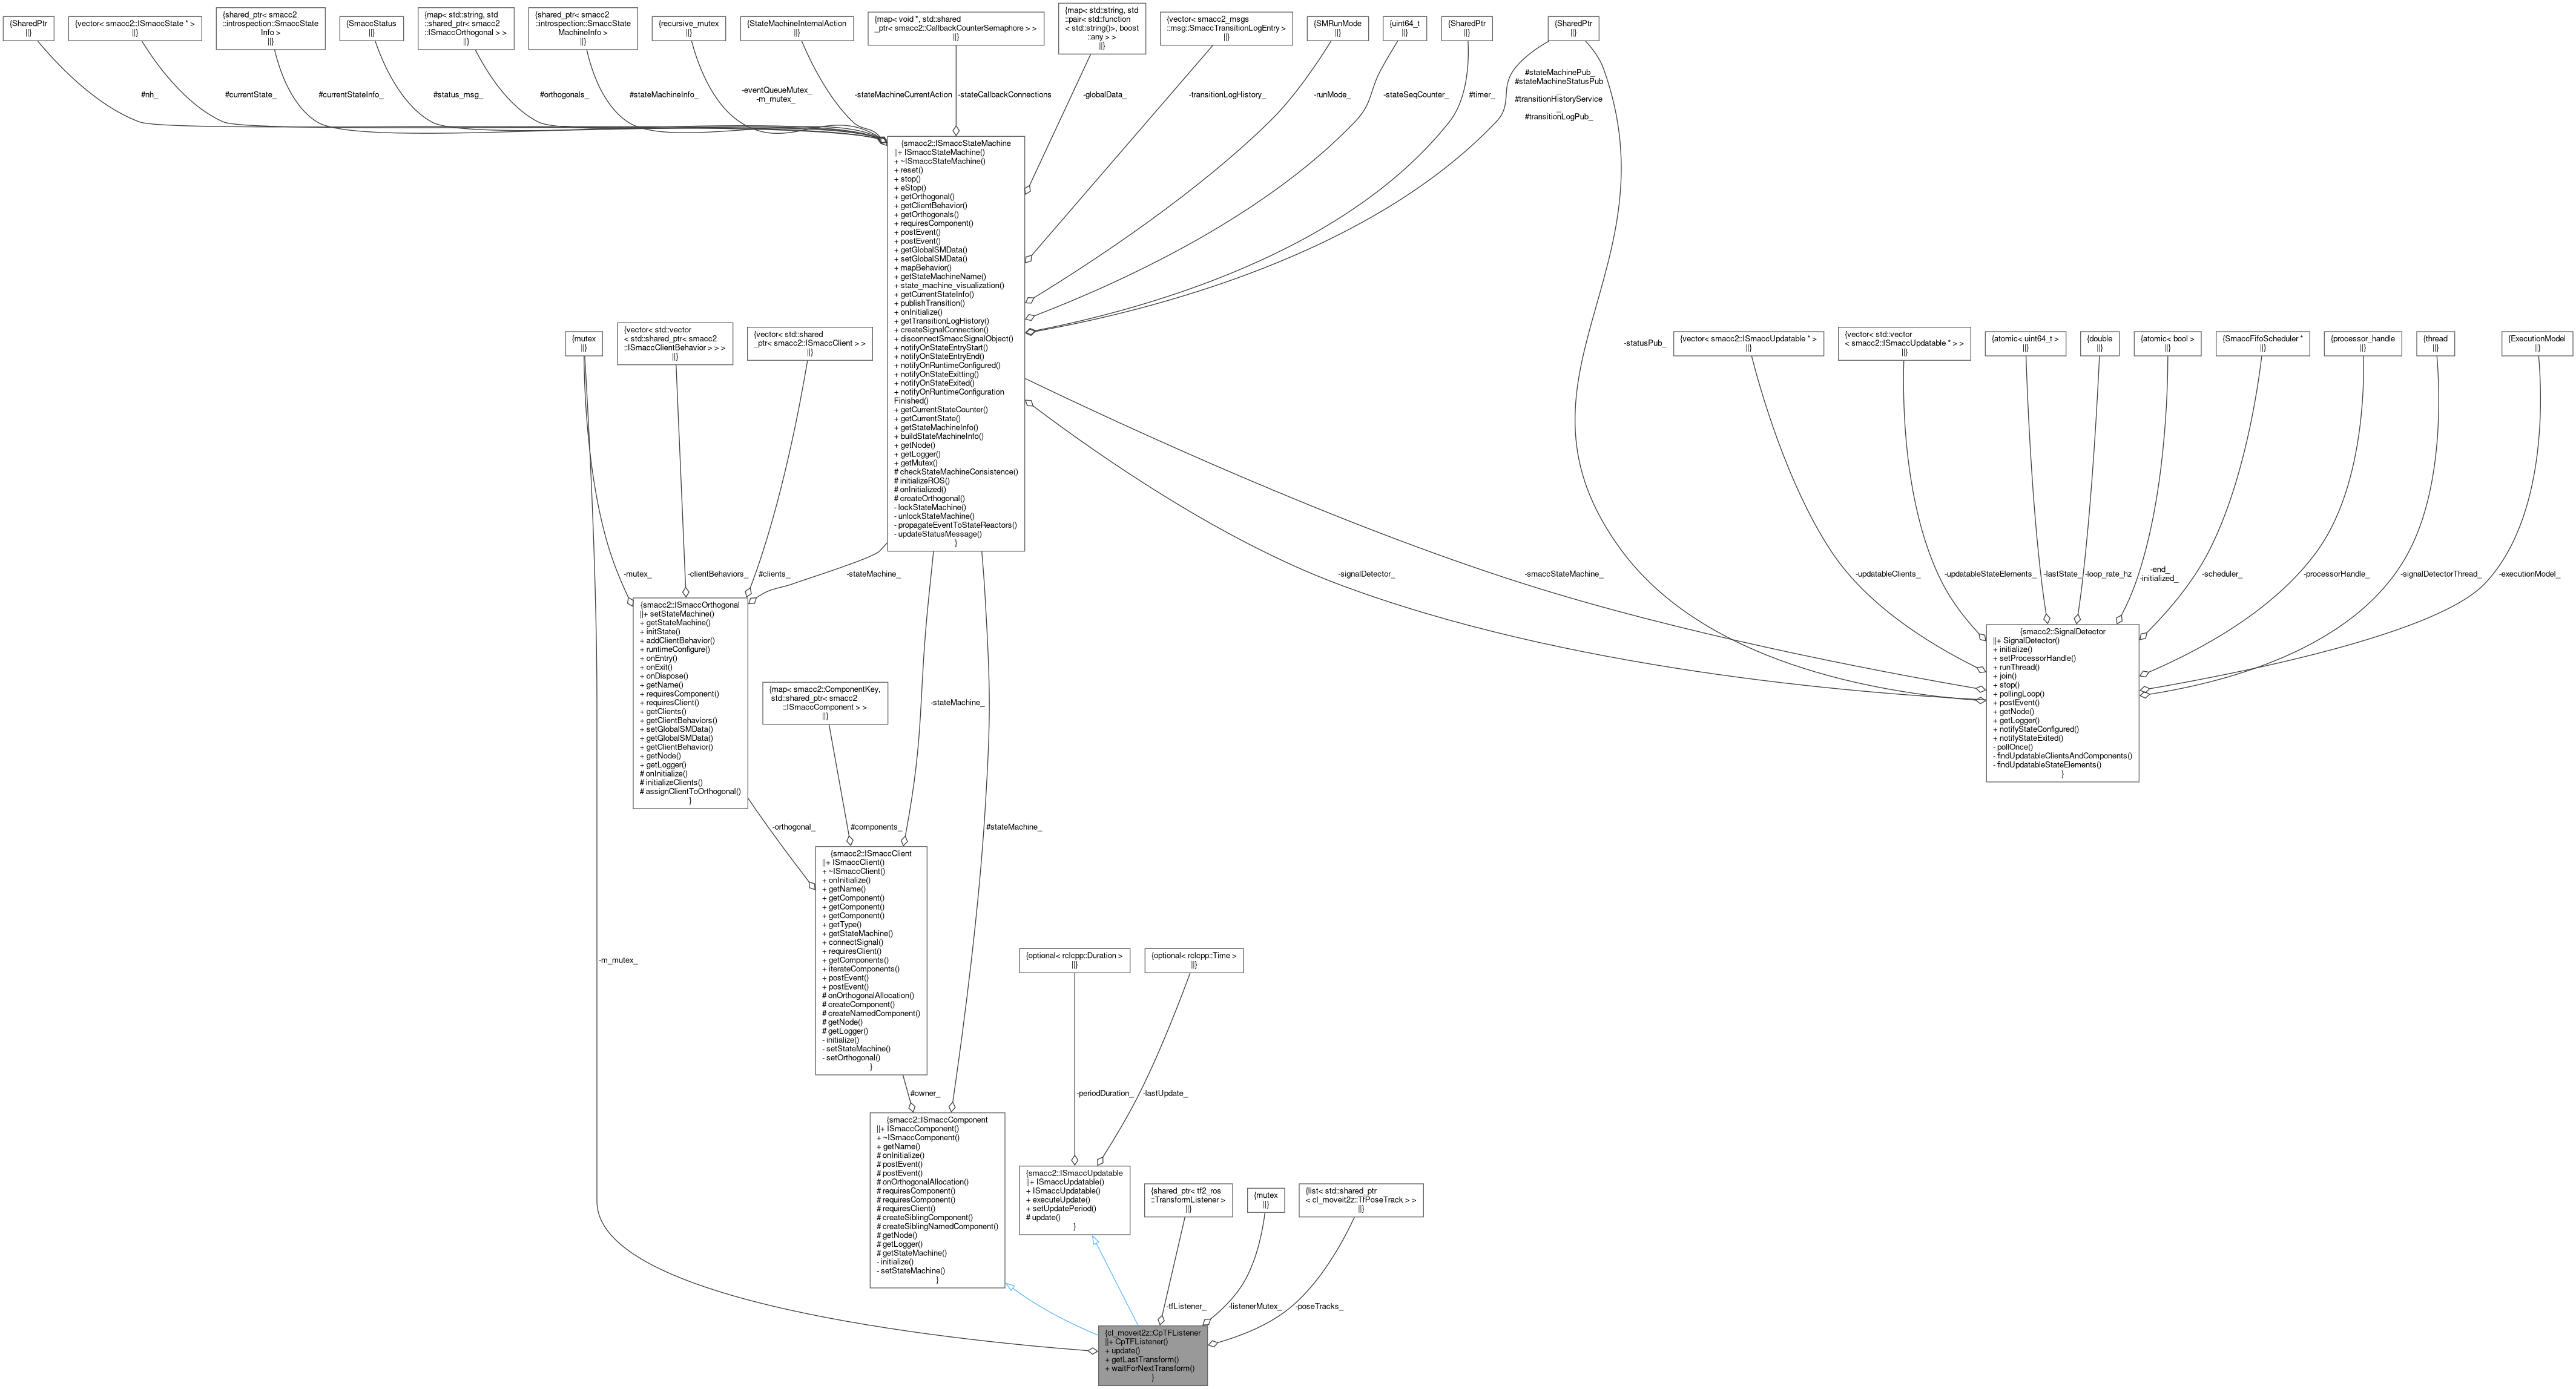 {SharedPtr
||}
{vector< smacc2::ISmaccState * >
||}
{shared_ptr< smacc2
::introspection::SmaccState
Info >
||}
{SmaccStatus
||}
{map< std::string, std
::shared_ptr< smacc2
::ISmaccOrthogonal > >
||}
{shared_ptr< smacc2
::introspection::SmaccState
MachineInfo >
||}
{recursive_mutex
||}
{StateMachineInternalAction
||}
{map< void *, std::shared
_ptr< smacc2::CallbackCounterSemaphore > >
||}
{map< std::string, std
::pair< std::function
< std::string()>, boost
::any > >
||}
{vector< smacc2_msgs
::msg::SmaccTransitionLogEntry >
||}
{SMRunMode
||}
{uint64_t
||}
{SharedPtr
||}
{SharedPtr
||}
#nh_
#currentState_
#currentStateInfo_
#status_msg_
#orthogonals_
#stateMachineInfo_
-eventQueueMutex_
-m_mutex_
-stateMachineCurrentAction
-stateCallbackConnections
-globalData_
-transitionLogHistory_
-runMode_
-stateSeqCounter_
#timer_
#stateMachinePub_
#stateMachineStatusPub
_
#transitionHistoryService
_
#transitionLogPub_
{smacc2::ISmaccStateMachine
||+ ISmaccStateMachine()
+ ~ISmaccStateMachine()
+ reset()
+ stop()
+ eStop()
+ getOrthogonal()
+ getClientBehavior()
+ getOrthogonals()
+ requiresComponent()
+ postEvent()
+ postEvent()
+ getGlobalSMData()
+ setGlobalSMData()
+ mapBehavior()
+ getStateMachineName()
+ state_machine_visualization()
+ getCurrentStateInfo()
+ publishTransition()
+ onInitialize()
+ getTransitionLogHistory()
+ createSignalConnection()
+ disconnectSmaccSignalObject()
+ notifyOnStateEntryStart()
+ notifyOnStateEntryEnd()
+ notifyOnRuntimeConfigured()
+ notifyOnStateExitting()
+ notifyOnStateExited()
+ notifyOnRuntimeConfiguration
Finished()
+ getCurrentStateCounter()
+ getCurrentState()
+ getStateMachineInfo()
+ buildStateMachineInfo()
+ getNode()
+ getLogger()
+ getMutex()
# checkStateMachineConsistence()
# initializeROS()
# onInitialized()
# createOrthogonal()
- lockStateMachine()
- unlockStateMachine()
- propagateEventToStateReactors()
- updateStatusMessage()
}
{mutex
||}
{vector< std::vector
< std::shared_ptr< smacc2
::ISmaccClientBehavior > > >
||}
{vector< std::shared
_ptr< smacc2::ISmaccClient > >
||}
-statusPub_
{vector< smacc2::ISmaccUpdatable * >
||}
{vector< std::vector
< smacc2::ISmaccUpdatable * > >
||}
{atomic< uint64_t >
||}
{double
||}
{atomic< bool >
||}
{SmaccFifoScheduler *
||}
{processor_handle
||}
{thread
||}
{ExecutionModel
||}
-mutex_
-clientBehaviors_
#clients_
-stateMachine_
-signalDetector_
-smaccStateMachine_
-updatableClients_
-updatableStateElements_
-lastState_
-loop_rate_hz
-end_
-initialized_
-scheduler_
-processorHandle_
-signalDetectorThread_
-executionModel_
{smacc2::ISmaccOrthogonal
||+ setStateMachine()
+ getStateMachine()
+ initState()
+ addClientBehavior()
+ runtimeConfigure()
+ onEntry()
+ onExit()
+ onDispose()
+ getName()
+ requiresComponent()
+ requiresClient()
+ getClients()
+ getClientBehaviors()
+ setGlobalSMData()
+ getGlobalSMData()
+ getClientBehavior()
+ getNode()
+ getLogger()
# onInitialize()
# initializeClients()
# assignClientToOrthogonal()
}
{smacc2::SignalDetector
||+ SignalDetector()
+ initialize()
+ setProcessorHandle()
+ runThread()
+ join()
+ stop()
+ pollingLoop()
+ postEvent()
+ getNode()
+ getLogger()
+ notifyStateConfigured()
+ notifyStateExited()
- pollOnce()
- findUpdatableClientsAndComponents()
- findUpdatableStateElements()
}
{map< smacc2::ComponentKey,
std::shared_ptr< smacc2
::ISmaccComponent > >
||}
-stateMachine_
-orthogonal_
#components_
#stateMachine_
{smacc2::ISmaccClient
||+ ISmaccClient()
+ ~ISmaccClient()
+ onInitialize()
+ getName()
+ getComponent()
+ getComponent()
+ getComponent()
+ getType()
+ getStateMachine()
+ connectSignal()
+ requiresClient()
+ getComponents()
+ iterateComponents()
+ postEvent()
+ postEvent()
# onOrthogonalAllocation()
# createComponent()
# createNamedComponent()
# getNode()
# getLogger()
- initialize()
- setStateMachine()
- setOrthogonal()
}
-m_mutex_
{optional< rclcpp::Duration >
||}
{optional< rclcpp::Time >
||}
#owner_
-periodDuration_
-lastUpdate_
{smacc2::ISmaccComponent
||+ ISmaccComponent()
+ ~ISmaccComponent()
+ getName()
# onInitialize()
# postEvent()
# postEvent()
# onOrthogonalAllocation()
# requiresComponent()
# requiresComponent()
# requiresClient()
# createSiblingComponent()
# createSiblingNamedComponent()
# getNode()
# getLogger()
# getStateMachine()
- initialize()
- setStateMachine()
}
{smacc2::ISmaccUpdatable
||+ ISmaccUpdatable()
+ ISmaccUpdatable()
+ executeUpdate()
+ setUpdatePeriod()
# update()
}
{shared_ptr< tf2_ros
::TransformListener >
||}
{mutex
||}
{list< std::shared_ptr
< cl_moveit2z::TfPoseTrack > >
||}
-tfListener_
-listenerMutex_
-poseTracks_
{cl_moveit2z::CpTFListener
||+ CpTFListener()
+ update()
+ getLastTransform()
+ waitForNextTransform()
}